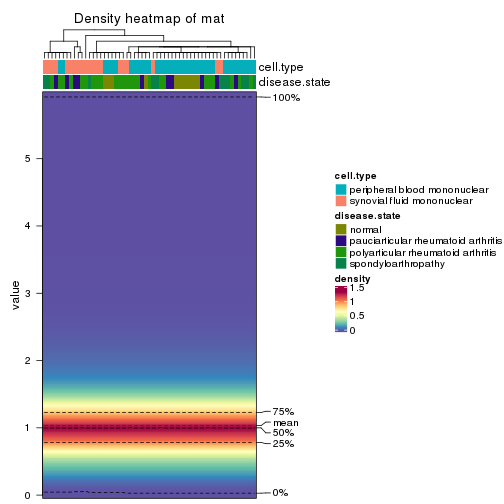 Density heatmap of mat
cell.type
disease.state
100%
5
4
3
2
1
0
value
75%
mean
50%
25%
0%
cell.type
peripheral blood mononuclear
synovial fluid mononuclear
disease.state
normal
pauciarticular rheumatoid arthritis
polyarticular rheumatoid arthritis
spondyloarthropathy
density
1.5
1
0.5
0